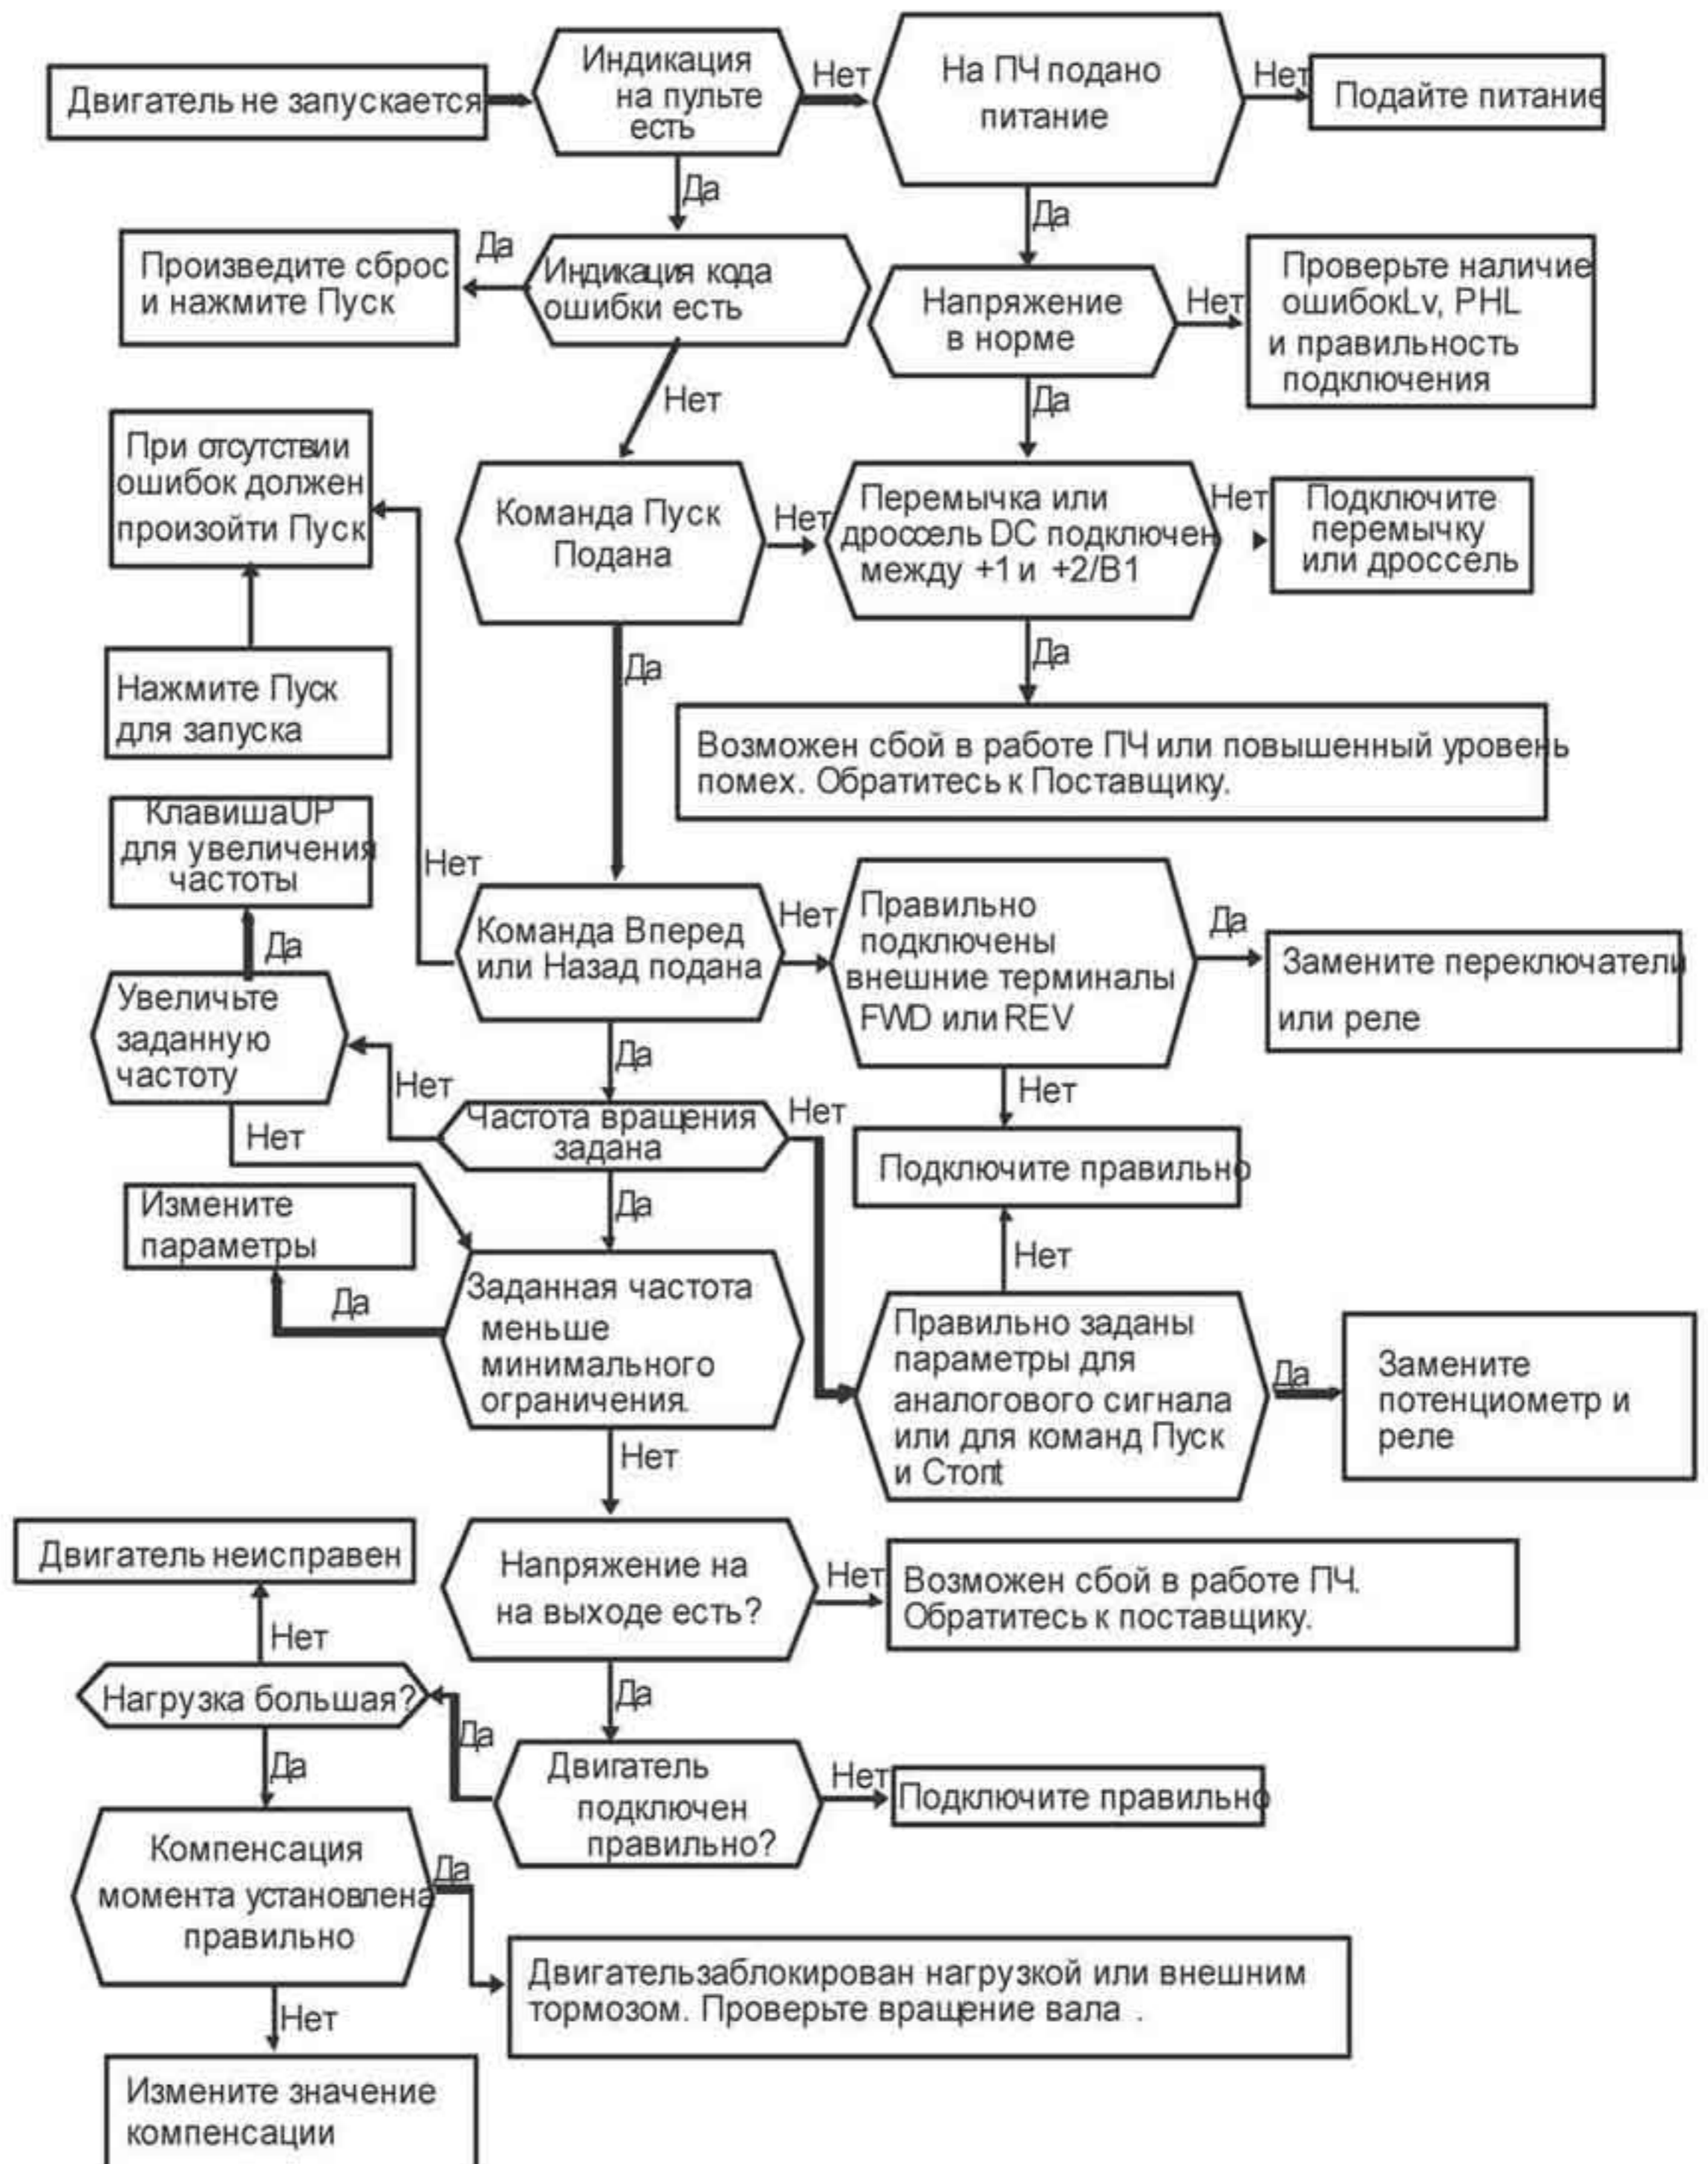 Двигатель не запускается
Индикация
на пульте
есть
Нет
На ПЧ подано
питание
Нет
Подайте питание
Да
Да
Произведите сброс
и нажмите Пуск
Да
Индикация кода
ошибки есть
Напряжение
в норме
Нет
Проверьте наличие
ошибокLv, PHL
и правильность
подключения
Нет
Да
При отсутствии
ошибок должен
произойти Пуск
Команда Пуск
Подана
Нет
Перемычка или
дроссель DC подключен
между +1 и +2/B1
Нет
Подключите
перемычку
или дроссель
Да
Да
Нажмите Пуск
для запуска
Возможен сбой в работе ПЧ или повышенный уровень
помех. Обратитесь к Поставщику.
КлавишаUP
для увеличения
частоты
Нет
Да
Команда Вперед
или Назад подана
Нет
Правильно
подключены
внешние терминалы
FWD или REV
Да
Замените переключатели
или реле
Увеличьте
заданную
частоту
Да
Нет
Нет
Нет
Частота вращения
задана
Нет
Подключите правильно
Измените
параметры
Да
Нет
Да
Заданная частота
меньше
минимального
ограничения.
Правильно заданы
параметры для
аналогового сигнала
или для команд Пуск
и Стопt
Да
Замените
потенциометр и
реле
Нет
Двигатель неисправен
Напряжение на
на выходе есть?
Нет
Возможен сбой в работе ПЧ.
Обратитесь к поставщику.
Нет
Нагрузка большая?
Да
Да
Да
Двигатель
подключен
правильно?
Нет
Подключите правильно
Компенсация
момента установлена
правильно
Да
Двигательзаблокирован нагрузкой или внешним
тормозом. Проверьте вращение вала .
Нет
Измените значение
компенсации